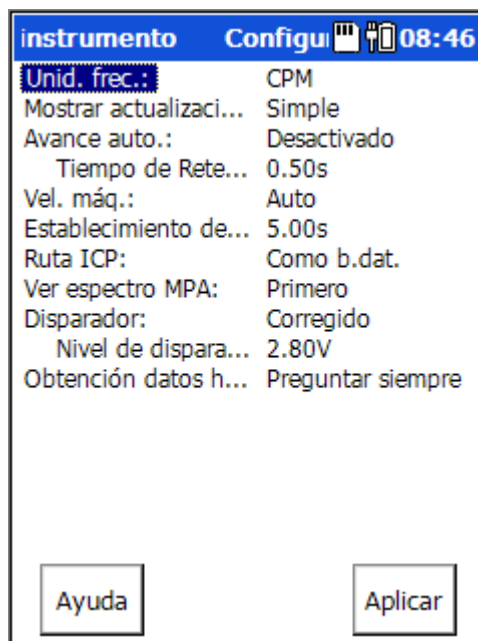 instrumento Configui 08:46
Unid. frec.: CPM
Mostrar actualizaci... Simple
Avance auto.: Desactivado
Tiempo de Rete... 0.50s
Vel. máq.: Auto
Establecimiento de... 5.00s
Ruta ICP: Como b.dat.
Ver espectro MPA: Primero
Disparador: Corregido
Nivel de dispara... 2.80V
Obtención datos h... Preguntar siempre
Ayuda Aplicar